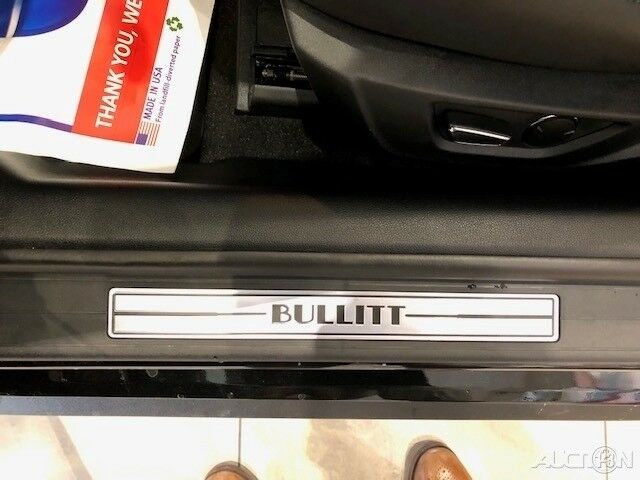 THANK YOU, WE
MADE IN USA
From landfill-diverted paper
BULLITT
AUCTION